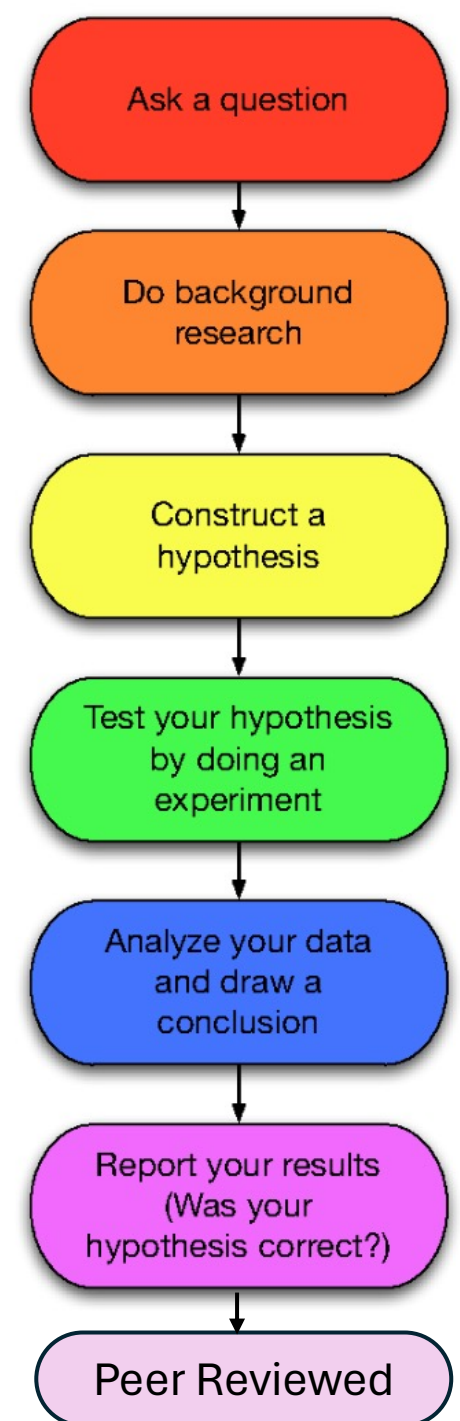 Ask a question
Do background
research
Construct a
hypothesis
Test your hypothesis
by doing an
experiment
Analyze your data
and draw a
conclusion
Report your results
(Was your
hypothesis correct?)
Peer Reviewed